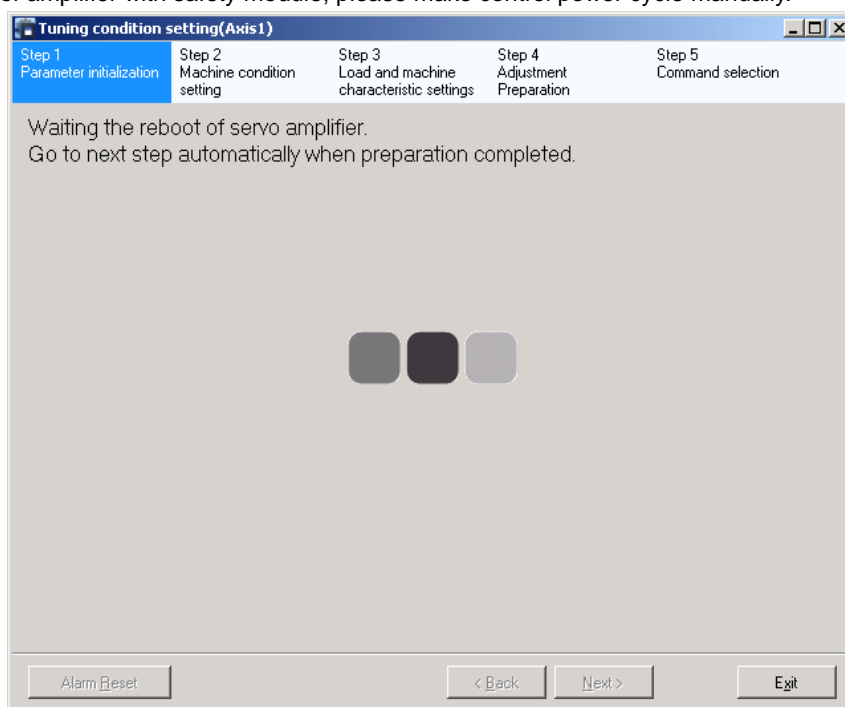 or amplifier with safety module, please make control power cycle manually.
Tuning condition setting(Axis1)
Step 1
Parameter initialization
Step 2
Machine condition
setting
Step 3
Load and machine
characteristic settings
Step 4
Adjustment
Preparation
Step 5
Command selection
Waiting the reboot of servo amplifier.
Go to next step automatically when preparation completed.
Alarm Reset
< Back
Next >
Exit